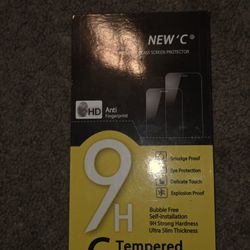 NEW 'C®
GLASS SCREEN PROTECTOR
HD
Anti
Fingerprint
9H
Smudge Proof
Eye Protection
Delicate Touch
Explosion Proof
Bubble Free
Self-Installation
9H Strong Hardness
Ultra Slim Thickness
Tempered